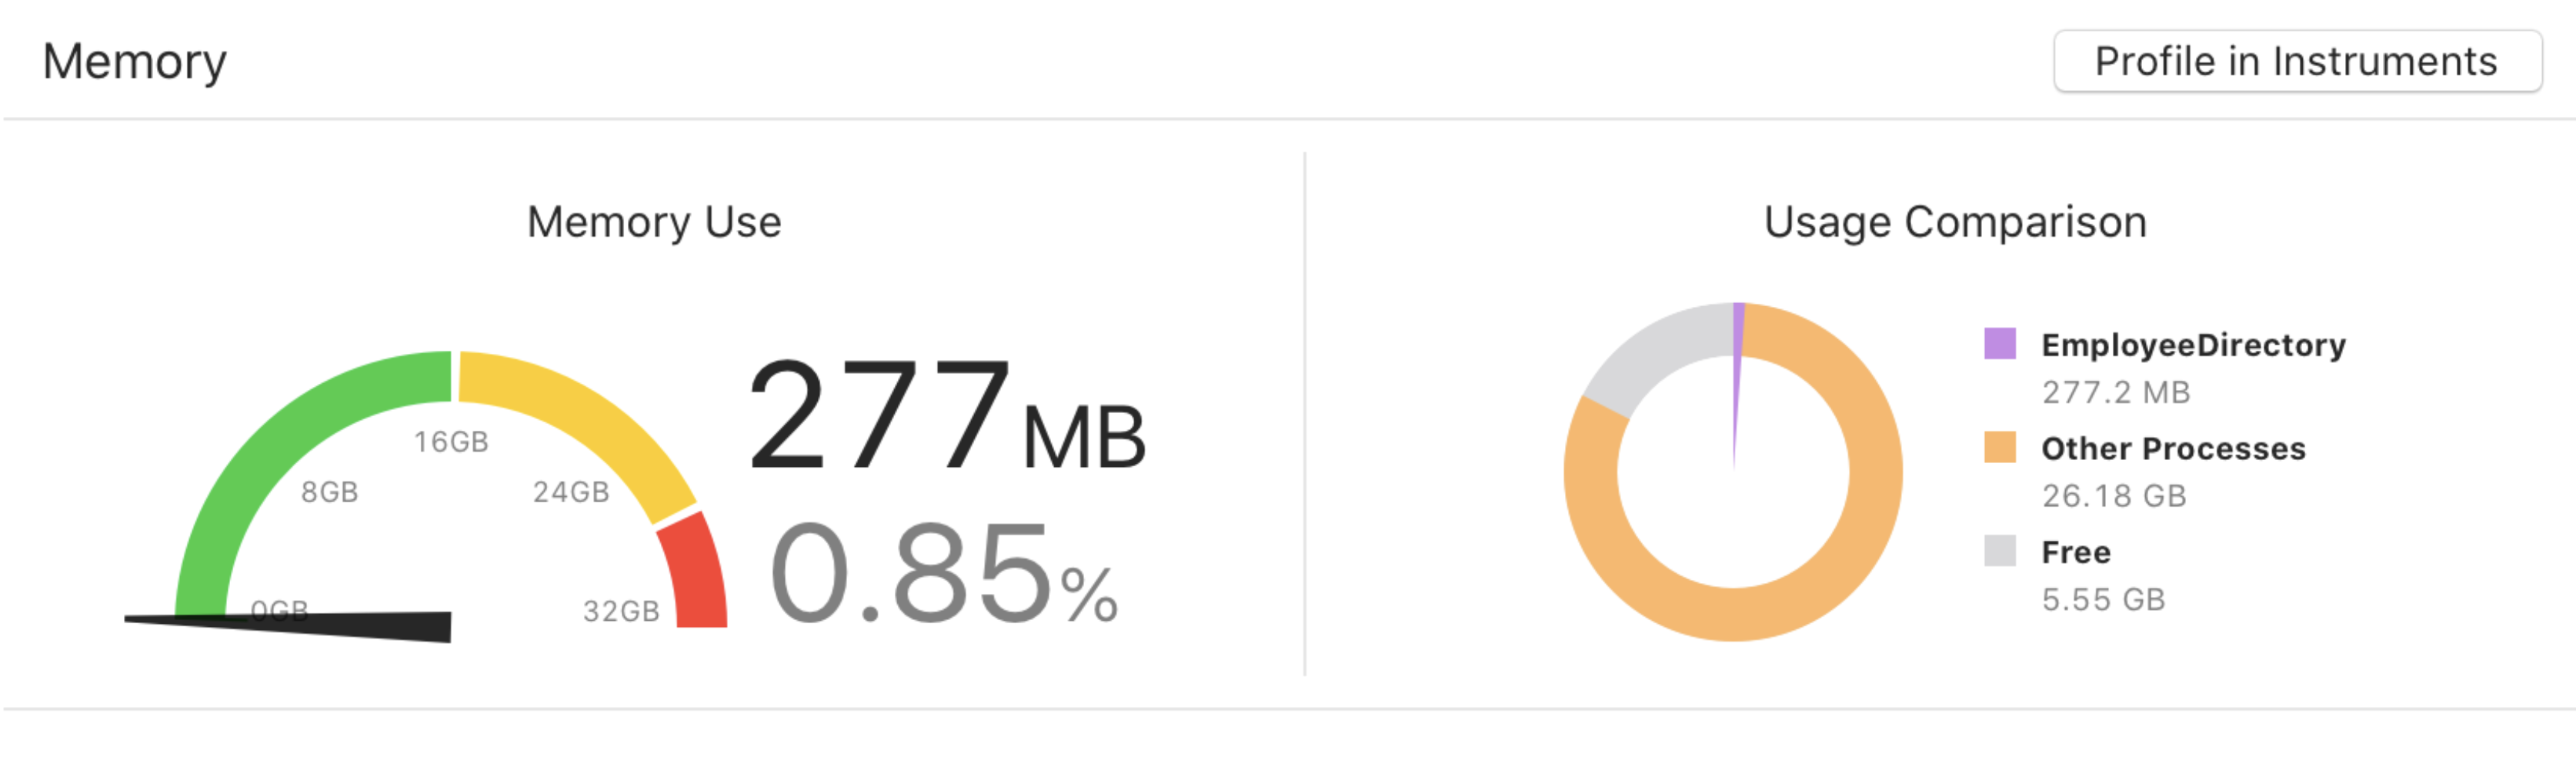 Memory
Profile in Instruments
Memory Use
16GB
8GB
24GB
0GB
32GB
277MB
0.85%
Usage Comparison
EmployeeDirectory
277.2 MB
Other Processes
26.18 GB
Free
5.55 GB